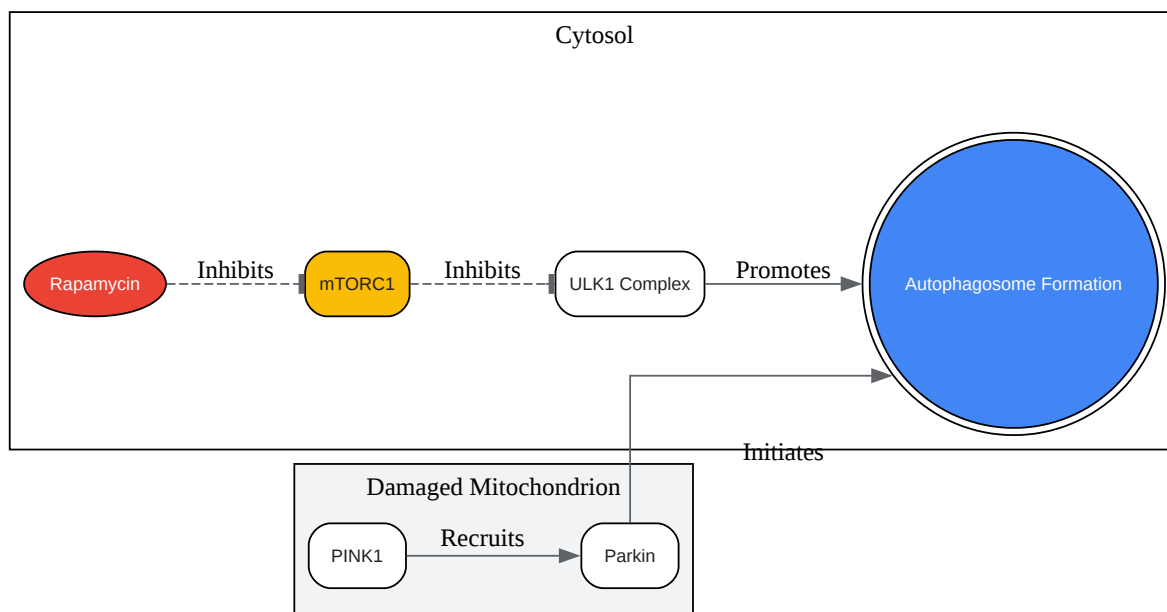 Cytosol
Rapamycin
Inhibits
mTORC1
Inhibits
ULK1 Complex
Promotes
Autophagosome Formation
Initiates
Damaged Mitochondrion
PINK1
Recruits
Parkin